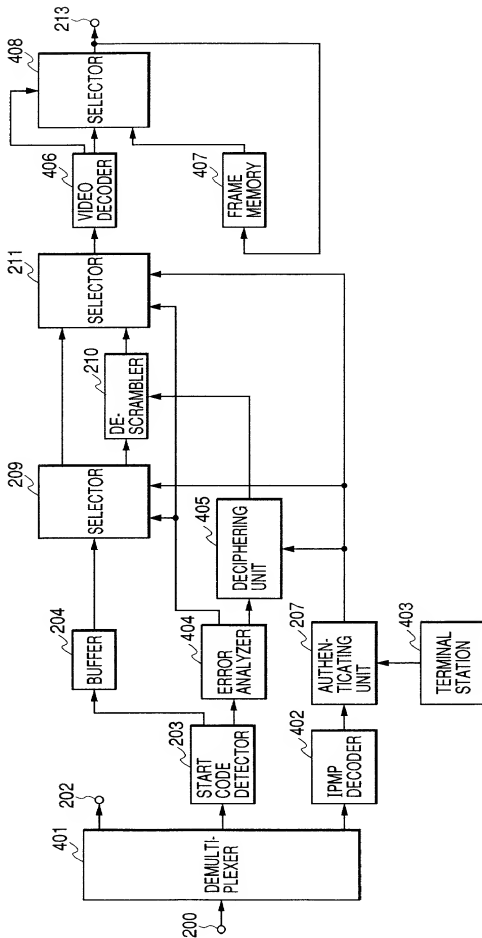 200
401
DEMULTI-
PLEXER
202
203
START
CODE
DETECTOR
204
BUFFER
404
ERROR
ANALYZER
402
IPMP
DECODER
207
AUTHEN-
TICATING
UNIT
403
TERMINAL
STATION
405
DECIPHERING
UNIT
209
SELECTOR
210
DE-
SCRAMBLER
211
SELECTOR
406
VIDEO
DECODER
407
FRAME
MEMORY
408
SELECTOR
213